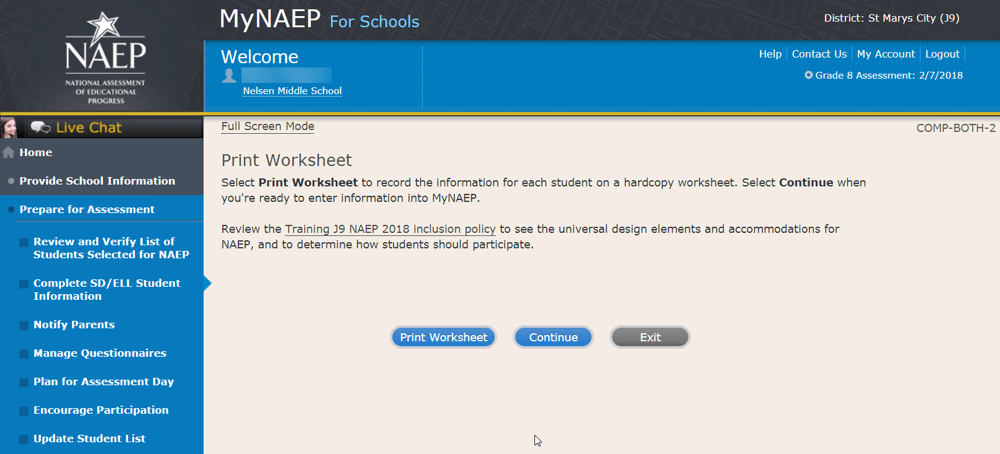 NAEP
NATIONAL ASSESSMENT
OF EDUCATIONAL
PROGRESS
MyNAEP For Schools
District: St Marys City (J9)
Welcome
Nelsen Middle School
Help Contact Us My Account Logout
Grade 8 Assessment: 2/7/2018
Live Chat
Home
Provide School Information
Prepare for Assessment
Review and Verify List of
Students Selected for NAEP
Complete SD/ELL Student
Information
Notify Parents
Manage Questionnaires
Plan for Assessment Day
Encourage Participation
Update Student List
Full Screen Mode
COMP-BOTH-2
Print Worksheet
Select Print Worksheet to record the information for each student on a hardcopy worksheet. Select Continue when
you're ready to enter information into MyNAEP.
Review the Training J9 NAEP 2018 inclusion policy to see the universal design elements and accommodations for
NAEP, and to determine how students should participate.
Print Worksheet Continue Exit